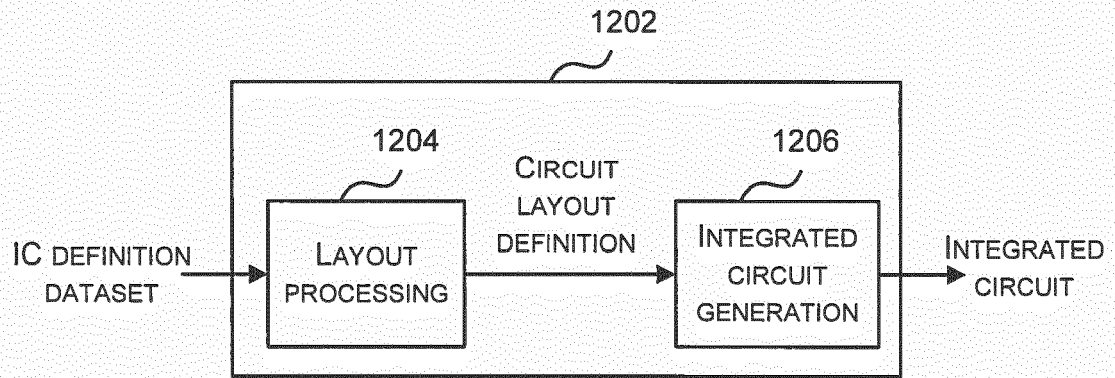 1202
1204
1206
CIRCUIT
LAYOUT
DEFINITION
IC DEFINITION
DATASET
LAYOUT
PROCESSING
INTEGRATED
CIRCUIT
GENERATION
INTEGRATED
CIRCUIT